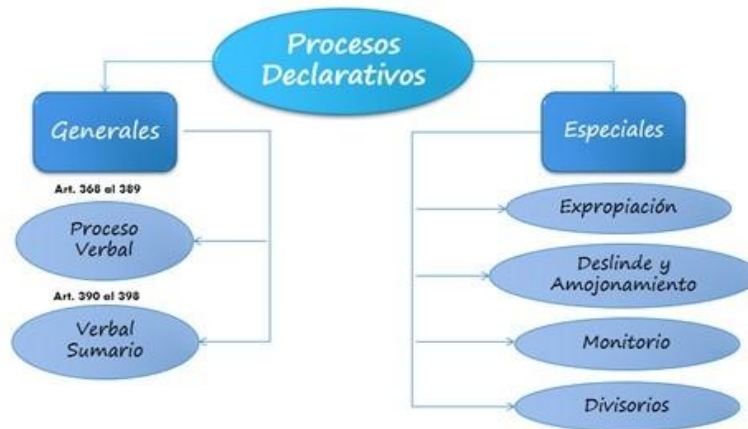 Procesos
Declarativos
Generales
Art. 368 al 389
Proceso
Verbal
Art. 390 al 398
Verbal
Sumario
Especiales
Expropiación
Deslinde y
Amojonamiento
Monitorio
Divisorios